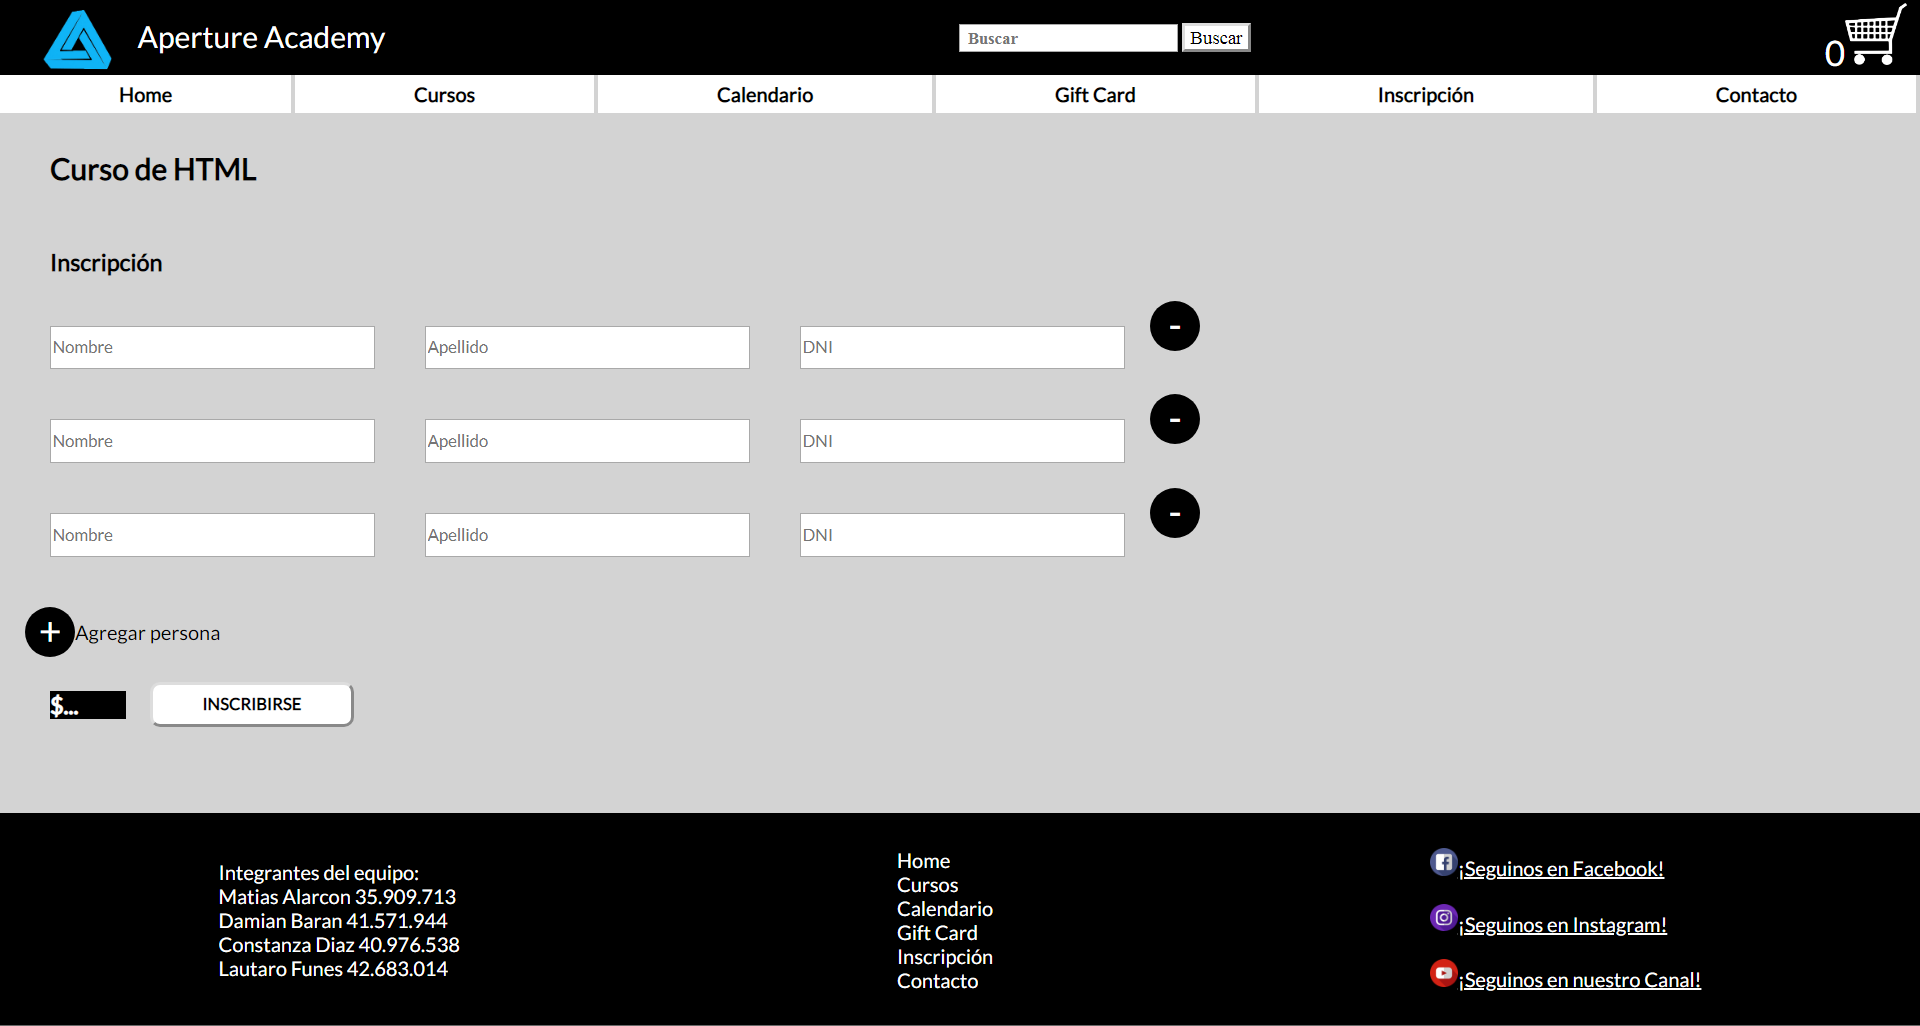 Aperture Academy
Buscar Buscar
0
Home Cursos Calendario Gift Card Inscripción Contacto
Curso de HTML
Inscripción
Nombre Apellido DNI -
Nombre Apellido DNI -
Nombre Apellido DNI -
+ Agregar persona
$... INSCRIBIRSE
Integrantes del equipo:
Matias Alarcon 35.909.713
Damian Baran 41.571.944
Constanza Diaz 40.976.538
Lautaro Funes 42.683.014
Home
Cursos
Calendario
Gift Card
Inscripción
Contacto
¡Seguinos en Facebook!
¡Seguinos en Instagram!
¡Seguinos en nuestro Canal!